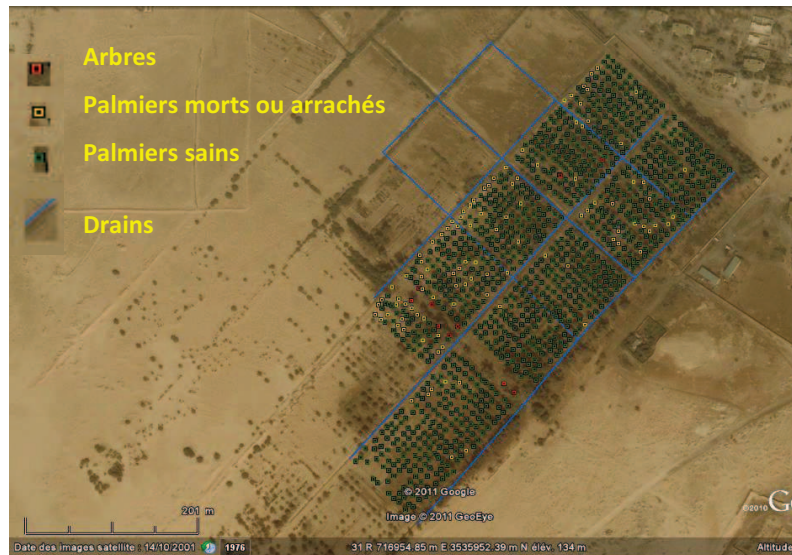 Arbres
Palmiers morts ou arrachés
Palmiers sains
Drains
© 2011 Google
Image © 2011 GeoEye
©2010
201 m
Date des images satellite : 14/10/2001
1976
31 R 716954.85 m E 3535952.39 m N élév. 134 m
Altitude